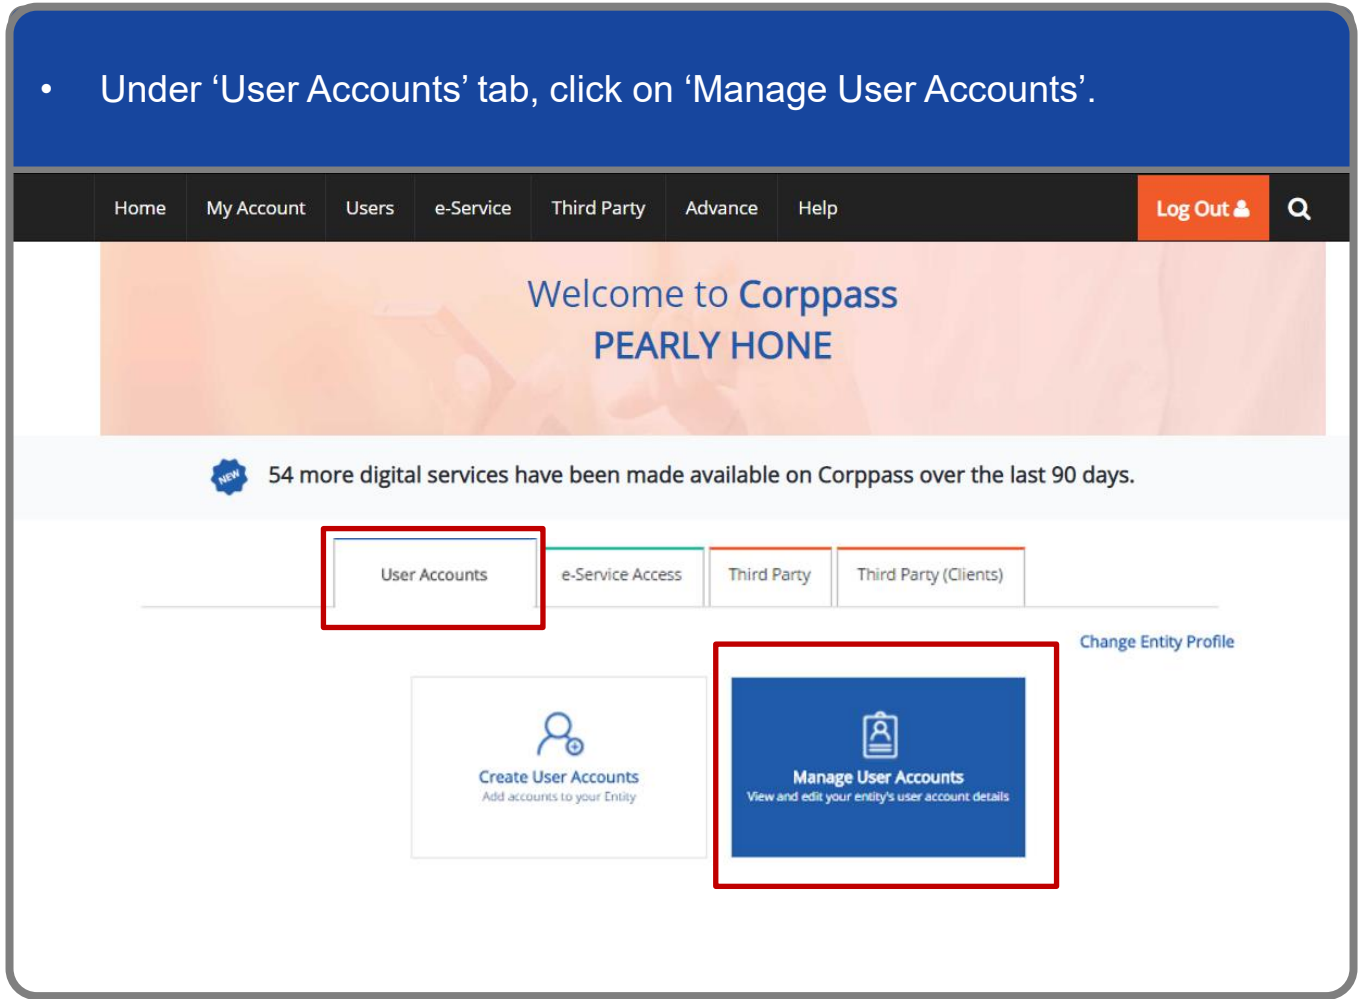 • Under ‘User Accounts’ tab, click on ‘Manage User Accounts’.
Home My Account Users e-Service Third Party Advance Help Log Out
Welcome to Corppass
PEARLY HONE
NEW 54 more digital services have been made available on Corppass over the last 90 days.
User Accounts e-Service Access Third Party Third Party (Clients)
Change Entity Profile
Create User Accounts
Add accounts to your Entity
Manage User Accounts
View and edit your entity's user account details